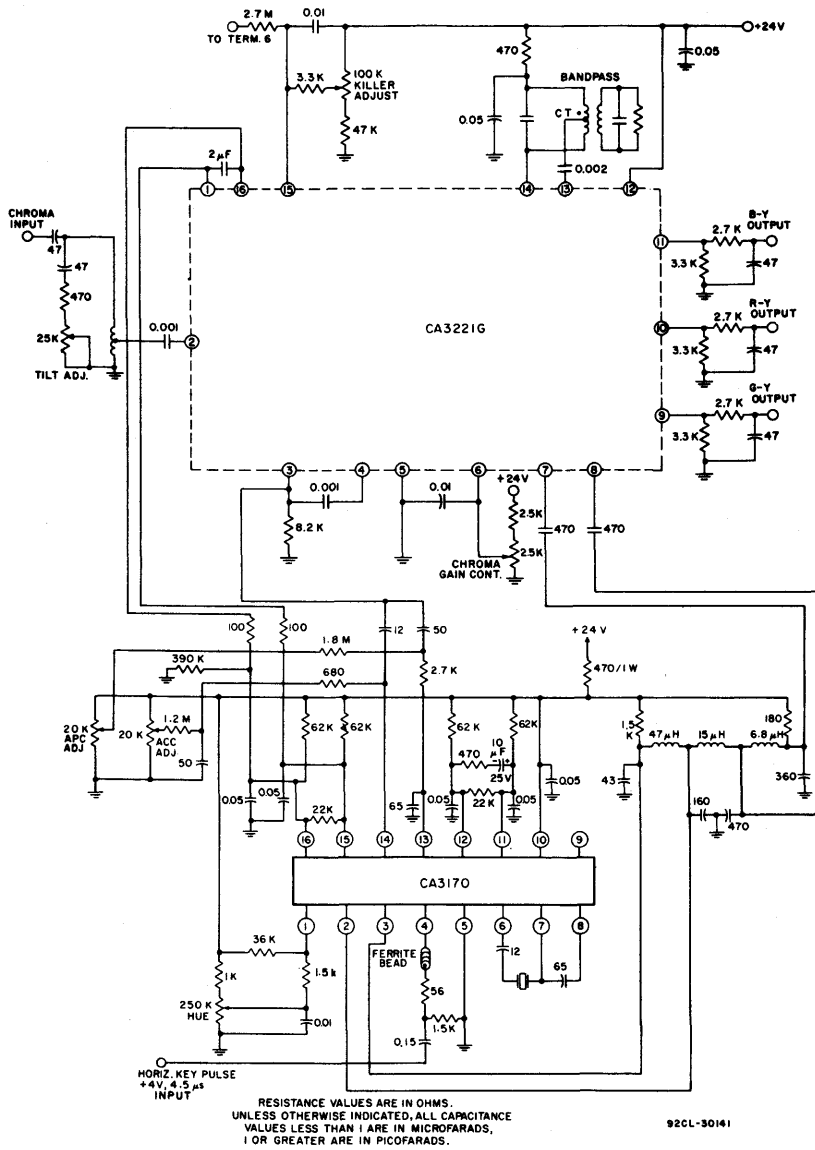 2.7 M
0.01
TO TERM. 6
+24V
0.05
470
BANDPASS
3.3 K
100 K
KILLER
ADJUST
0.05
CT
47 K
2 μF
0.002
1
16
15
14
13
12
CHROMA
INPUT
47
47
470
25K
TILT ADJ.
0.001
2
CA3221G
11
B-Y
OUTPUT
2.7 K
3.3 K
47
10
R-Y
OUTPUT
2.7 K
3.3 K
47
9
G-Y
OUTPUT
2.7 K
3.3 K
47
3
4
5
6
7
8
0.001
8.2 K
0.01
+24V
2.5K
2.5K
CHROMA
GAIN CONT.
470
470
100
100
12
50
1.8 M
390 K
680
2.7 K
+ 24 V
470/1W
20 K
APC
ADJ
20 K
1.2 M
ACC
ADJ
50
62K
62K
62K
62K
470
10
μF
25V
1.5
K
47 μH
15 μH
180
6.8 μH
0.05
0.05
22K
65
0.05
22 K
0.05
0.05
43
160
470
360
16
15
14
13
12
11
10
9
CA3170
1
2
3
4
5
6
7
8
36 K
1K
1.5k
250 K
HUE
0.01
FERRITE
BEAD
56
1.5K
0.15
12
65
HORIZ. KEY PULSE
+4V, 4.5 μs
INPUT
RESISTANCE VALUES ARE IN OHMS.
UNLESS OTHERWISE INDICATED, ALL CAPACITANCE
VALUES LESS THAN 1 ARE IN MICROFARADS,
1 OR GREATER ARE IN PICOFARADS.
92CL-30141